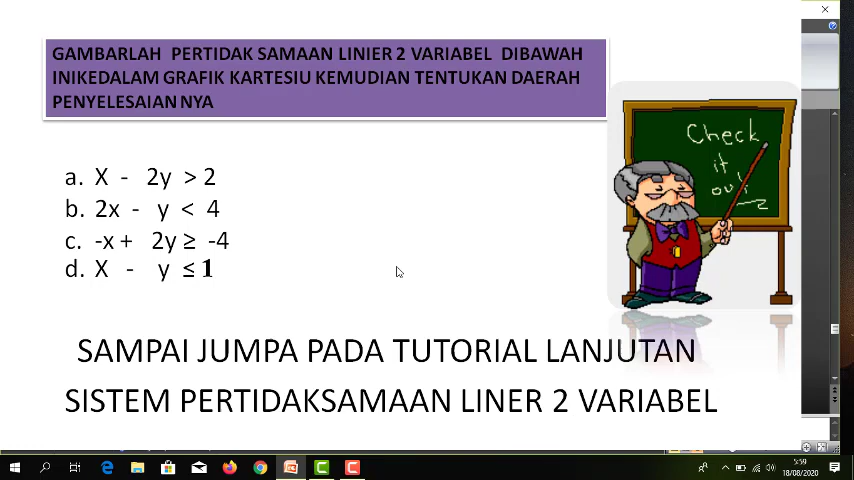 GAMBARLAH PERTIDAK SAMAAN LINIER 2 VARIABEL DIBAWAH
INIKEDALAM GRAFIK KARTESIU KEMUDIAN TENTUKAN DAERAH
PENYELESAIAN NYA
Check
it
out
a. X - 2y > 2
b. 2x - y < 4
c. -x + 2y ≥ -4
d. X - y ≤ 1
SAMPAI JUMPA PADA TUTORIAL LANJUTAN
SISTEM PERTIDAKSAMAAN LINER 2 VARIABEL
5:59
18/08/2020